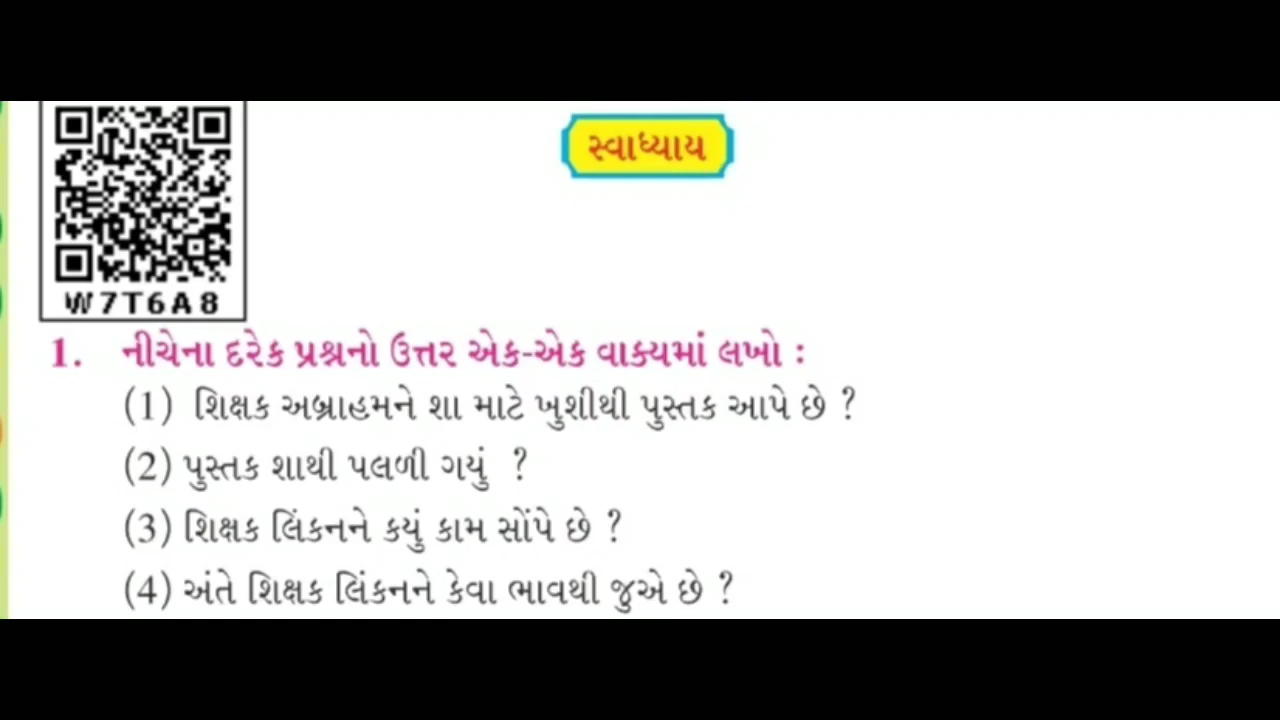 સ્વાધ્યાય
W7T6A8
1. નીચેના દરેક પ્રશ્નનો ઉત્તર એક-એક વાક્યમાં લખો :
(1) શિક્ષક અબ્રાહમને શા માટે ખુશીથી પુસ્તક આપે છે ?
(2) પુસ્તક શાથી પલળી ગયું ?
(3) શિક્ષક લિંકનને કયું કામ સોંપે છે ?
(4) અંતે શિક્ષક લિંકનને કેવા ભાવથી જુએ છે ?